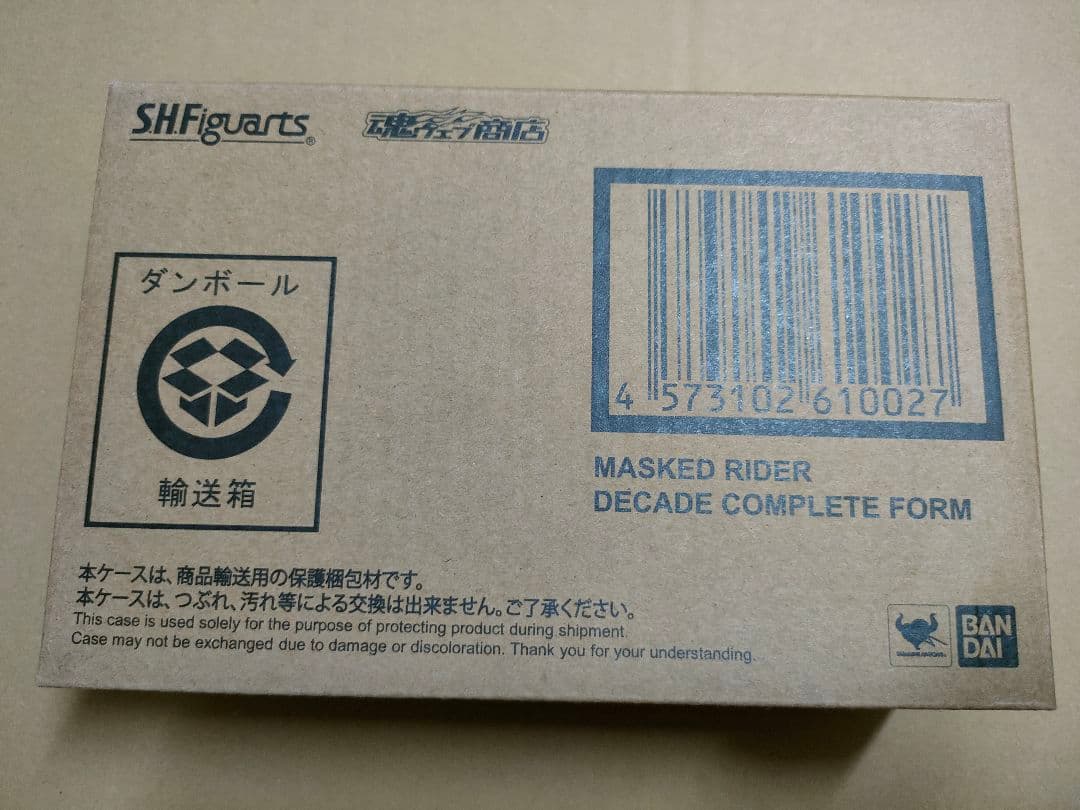 S.H.Figuarts®
魂ウェブ商店
ダンボール
輸送箱
4 573102 610027
MASKED RIDER
DECADE COMPLETE FORM
本ケースは、商品輸送用の保護梱包材です。
本ケースは、つぶれ、汚れ等による交換は出来ません。ご了承ください。
This case is used solely for the purpose of protecting product during shipment.
Case may not be exchanged due to damage or discoloration. Thank you for your understanding.
BAN
DAI